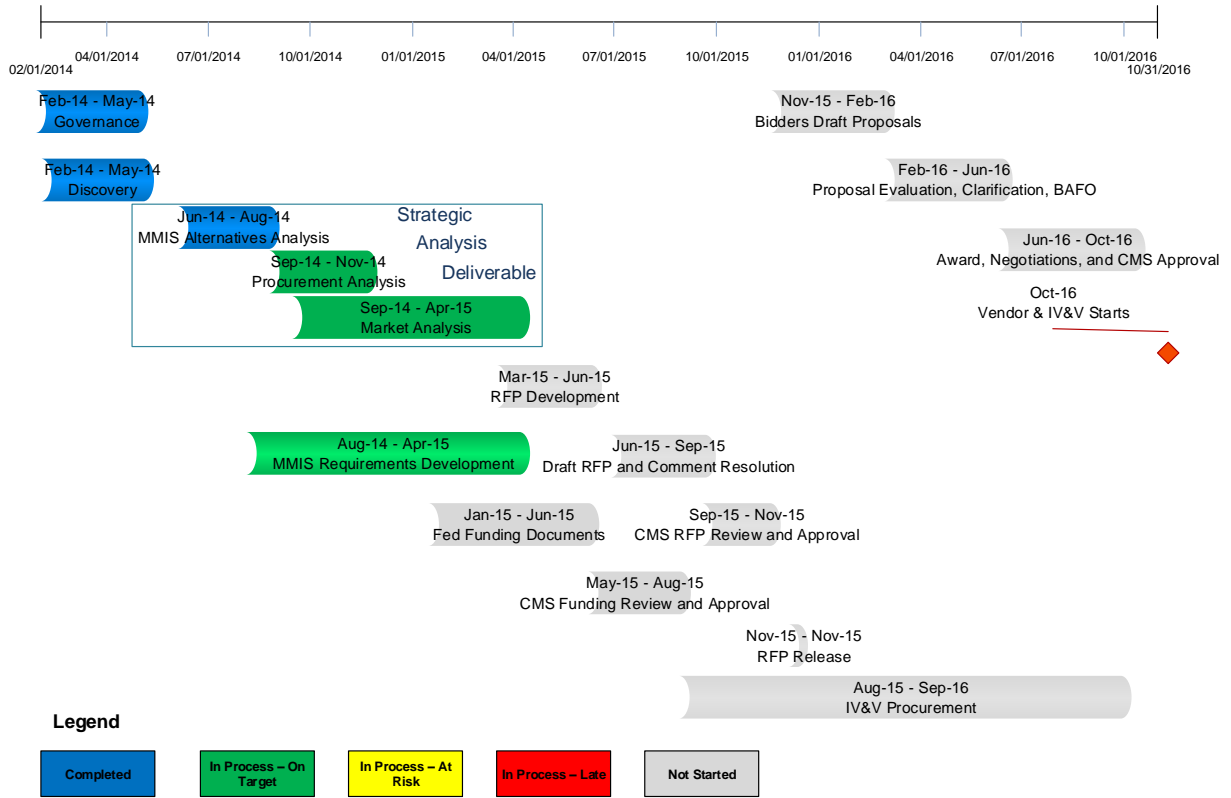 04/01/2014 07/01/2014 10/01/2014 01/01/2015 04/01/2015 07/01/2015 10/01/2015 01/01/2016 04/01/2016 07/01/2016 10/01/2016
02/01/2014 10/31/2016
Feb-14 - May-14
Governance
Nov-15 - Feb-16
Bidders Draft Proposals
Feb-14 - May-14
Discovery
Feb-16 - Jun-16
Proposal Evaluation, Clarification, BAFO
Jun-14 - Aug-14
MMIS Alternatives Analysis
Strategic
Analysis
Deliverable
Sep-14 - Nov-14
Procurement Analysis
Sep-14 - Apr-15
Market Analysis
Jun-16 - Oct-16
Award, Negotiations, and CMS Approval
Oct-16
Vendor & IV&V Starts
Mar-15 - Jun-15
RFP Development
Aug-14 - Apr-15
MMIS Requirements Development
Jun-15 - Sep-15
Draft RFP and Comment Resolution
Jan-15 - Jun-15
Fed Funding Documents
Sep-15 - Nov-15
CMS RFP Review and Approval
May-15 - Aug-15
CMS Funding Review and Approval
Nov-15 - Nov-15
RFP Release
Aug-15 - Sep-16
IV&V Procurement
Legend
Completed
In Process – On
Target
In Process – At
Risk
In Process – Late
Not Started